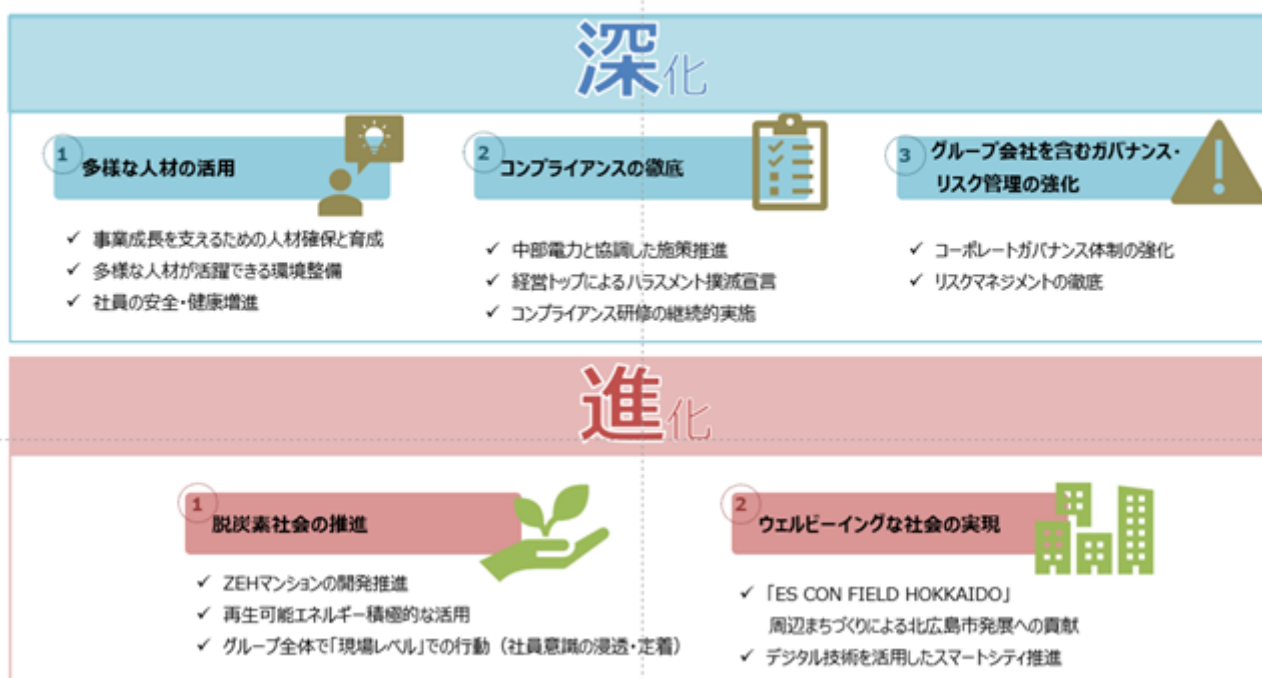 深化
1
多様な人材の活用
✓ 事業成長を支えるための人材確保と育成
✓ 多様な人材が活躍できる環境整備
✓ 社員の安全・健康増進
2
コンプライアンスの徹底
✓ 中部電力と協調した施策推進
✓ 経営トップによるハラスメント撲滅宣言
✓ コンプライアンス研修の継続的実施
3
グループ会社を含むガバナンス・
リスク管理の強化
✓ コーポレートガバナンス体制の強化
✓ リスクマネジメントの徹底
進化
1
脱炭素社会の推進
✓ ZEHマンションの開発推進
✓ 再生可能エネルギー積極的な活用
✓ グループ全体で「現場レベル」での行動（社員意識の浸透・定着）
2
ウェルビーイングな社会の実現
✓ 「ES CON FIELD HOKKAIDO」
周辺まちづくりによる北広島市発展への貢献
✓ デジタル技術を活用したスマートシティ推進